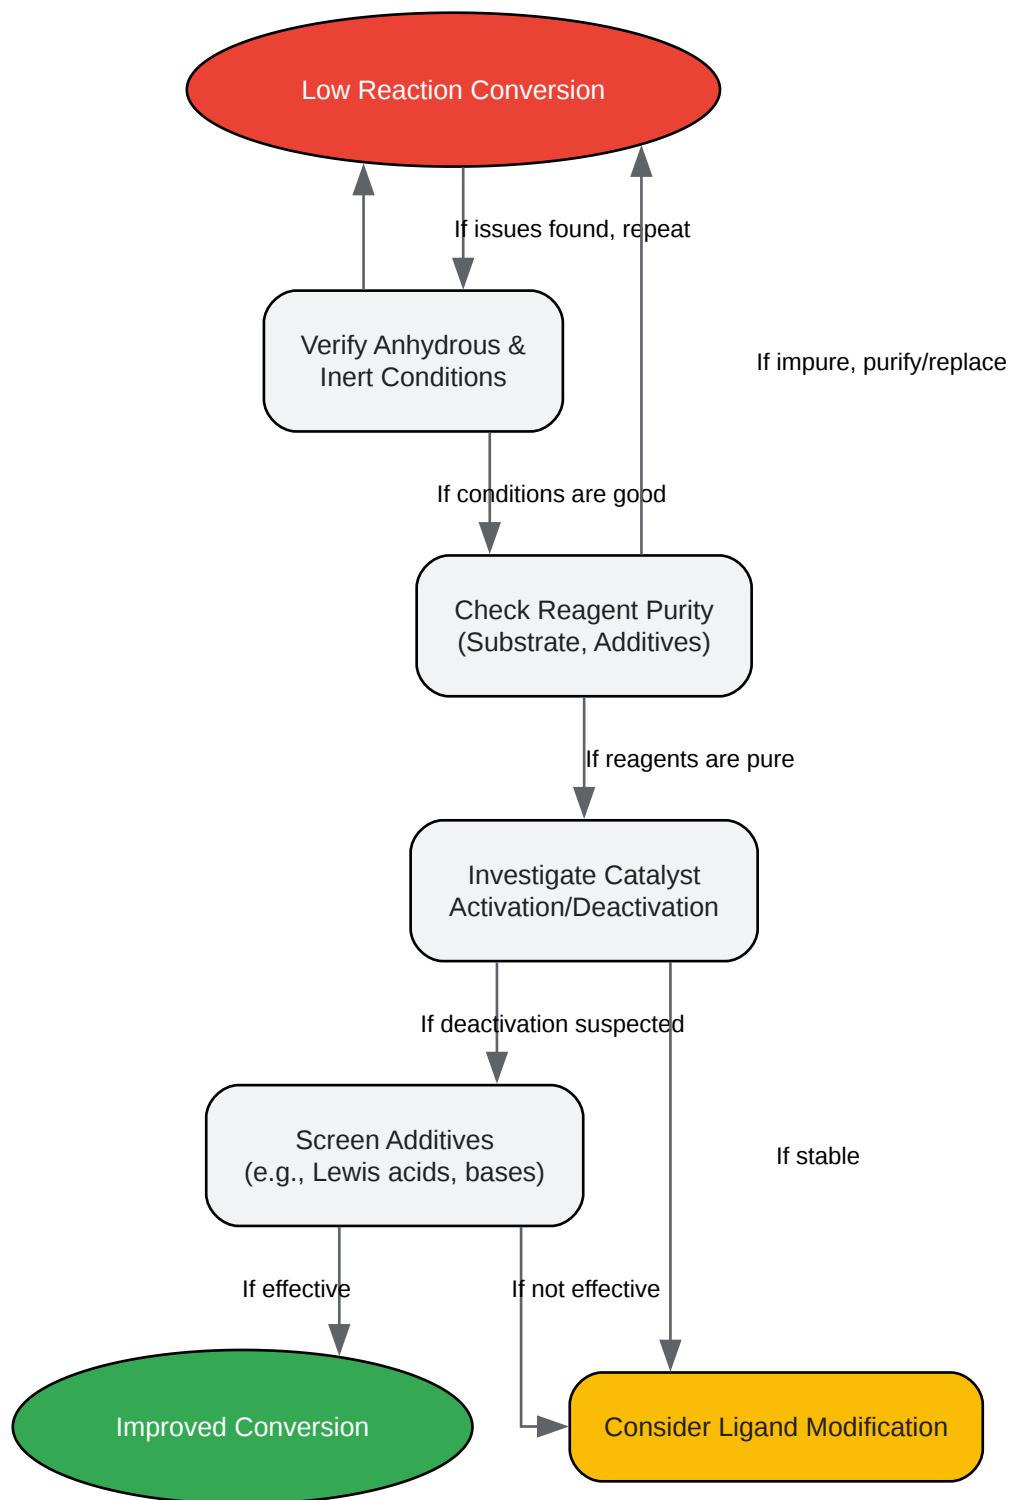 Low Reaction Conversion
If issues found, repeat
Verify Anhydrous &
Inert Conditions
If impure, purify/replace
If conditions are good
Check Reagent Purity
(Substrate, Additives)
If reagents are pure
Investigate Catalyst
Activation/Deactivation
If deactivation suspected
Screen Additives
(e.g., Lewis acids, bases)
If stable
If effective
If not effective
Improved Conversion
Consider Ligand Modification